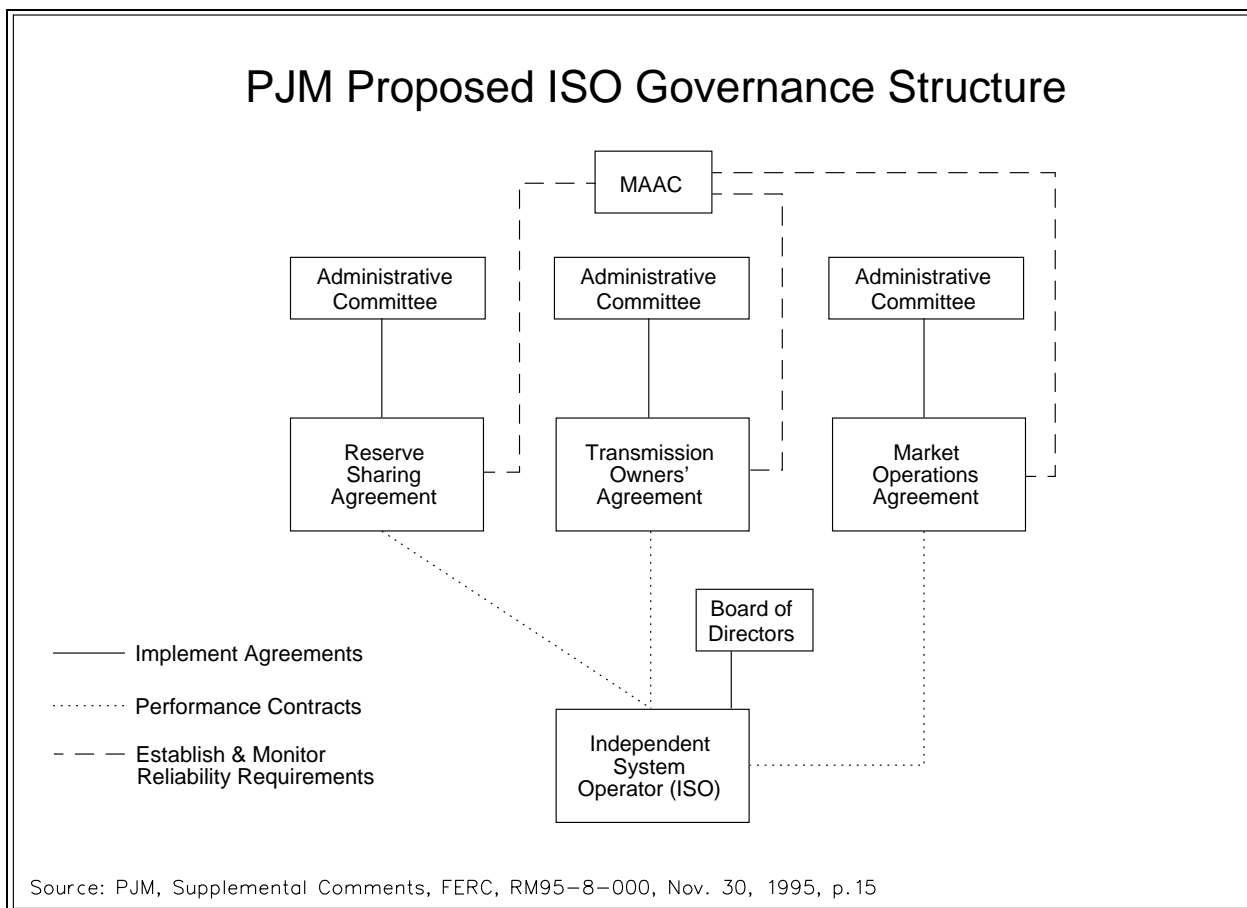 PJM Proposed ISO Governance Structure
MAAC
Administrative
Committee
Administrative
Committee
Administrative
Committee
Reserve
Sharing
Agreement
Transmission
Owners’
Agreement
Market
Operations
Agreement
Board of
Directors
Implement Agreements
Performance Contracts
Establish & Monitor
Reliability Requirements
Independent
System
Operator (ISO)
Source: PJM, Supplemental Comments, FERC, RM95-8-000, Nov. 30, 1995, p.15